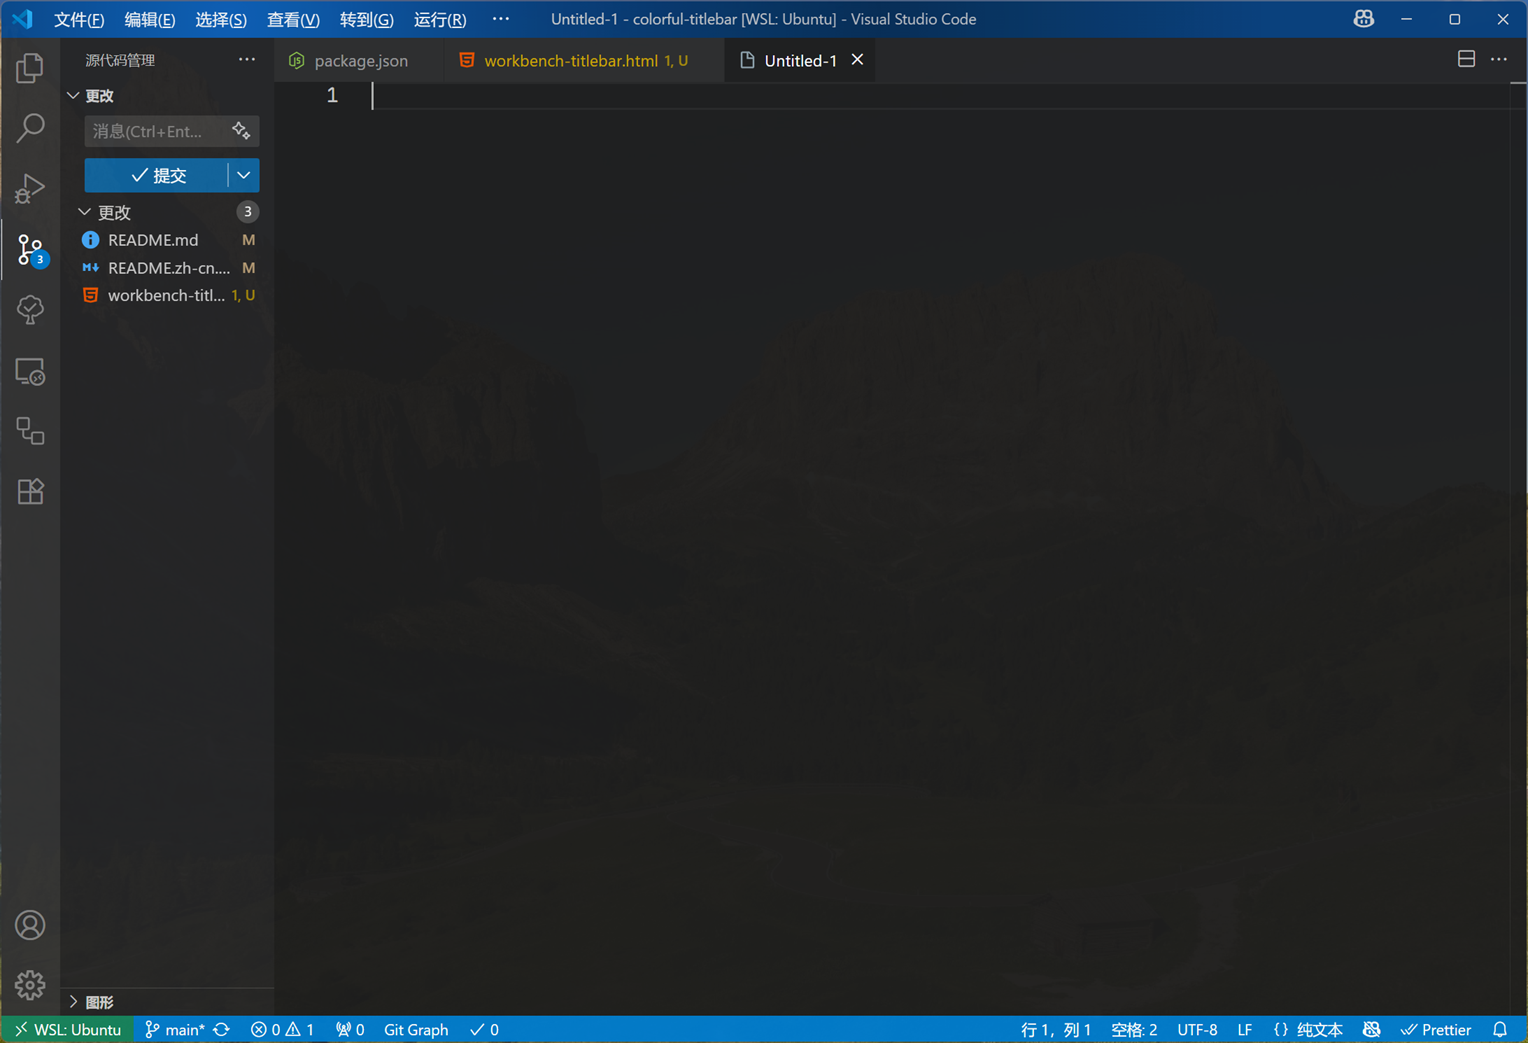 文件(F) 编辑(E) 选择(S) 查看(V) 转到(G) 运行(R) ··· Untitled-1 - colorful-titlebar [WSL: Ubuntu] - Visual Studio Code
源代码管理 ···
package.json workbench-titlebar.html 1, U Untitled-1
更改
消息(Ctrl+Ent...
提交
更改 3
README.md M
README.zh-cn.... M
workbench-titl... 1, U
3
1
图形
WSL: Ubuntu main* 0 1 0 Git Graph 0 行 1，列 1 空格: 2 UTF-8 LF {} 纯文本 Prettier